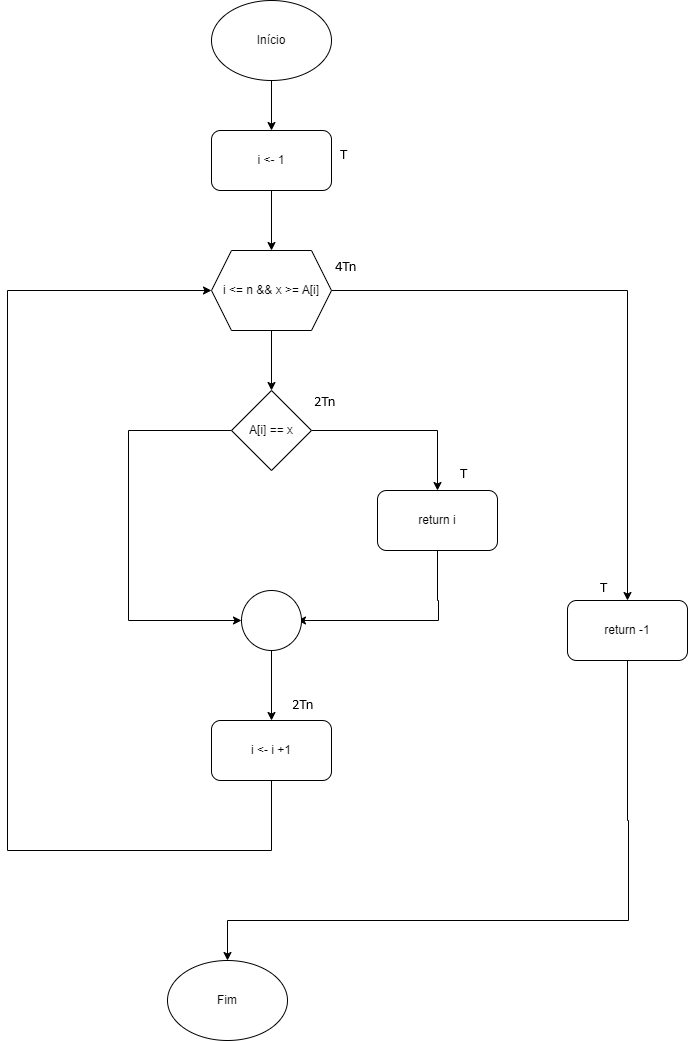 Início
i <- 1
T
4Tn
i <= n && x >= A[i]
2Tn
A[i] == x
T
return i
T
return -1
2Tn
i <- i +1
Fim